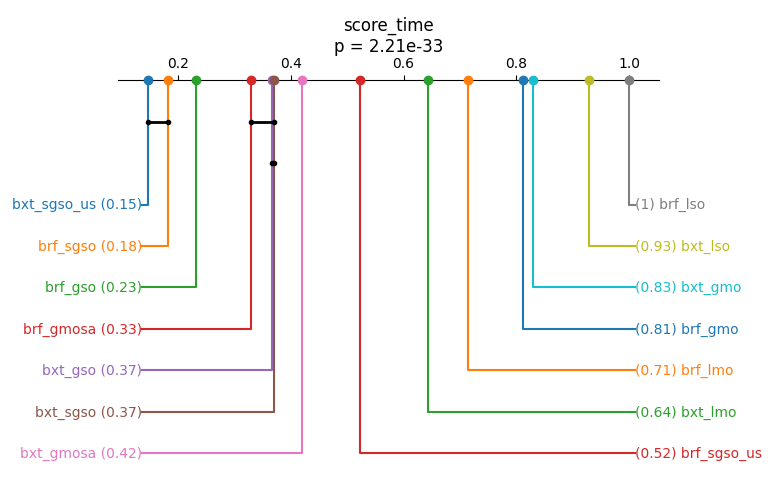 score_time
p = 2.21e-33
0.2 0.4 0.6 0.8 1.0
bxt_sgso_us (0.15) (1) brf_lso
brf_sgso (0.18) (0.93) bxt_lso
brf_gso (0.23) (0.83) bxt_gmo
brf_gmosa (0.33) (0.81) brf_gmo
bxt_gso (0.37) (0.71) brf_lmo
bxt_sgso (0.37) (0.64) bxt_lmo
bxt_gmosa (0.42) (0.52) brf_sgso_us